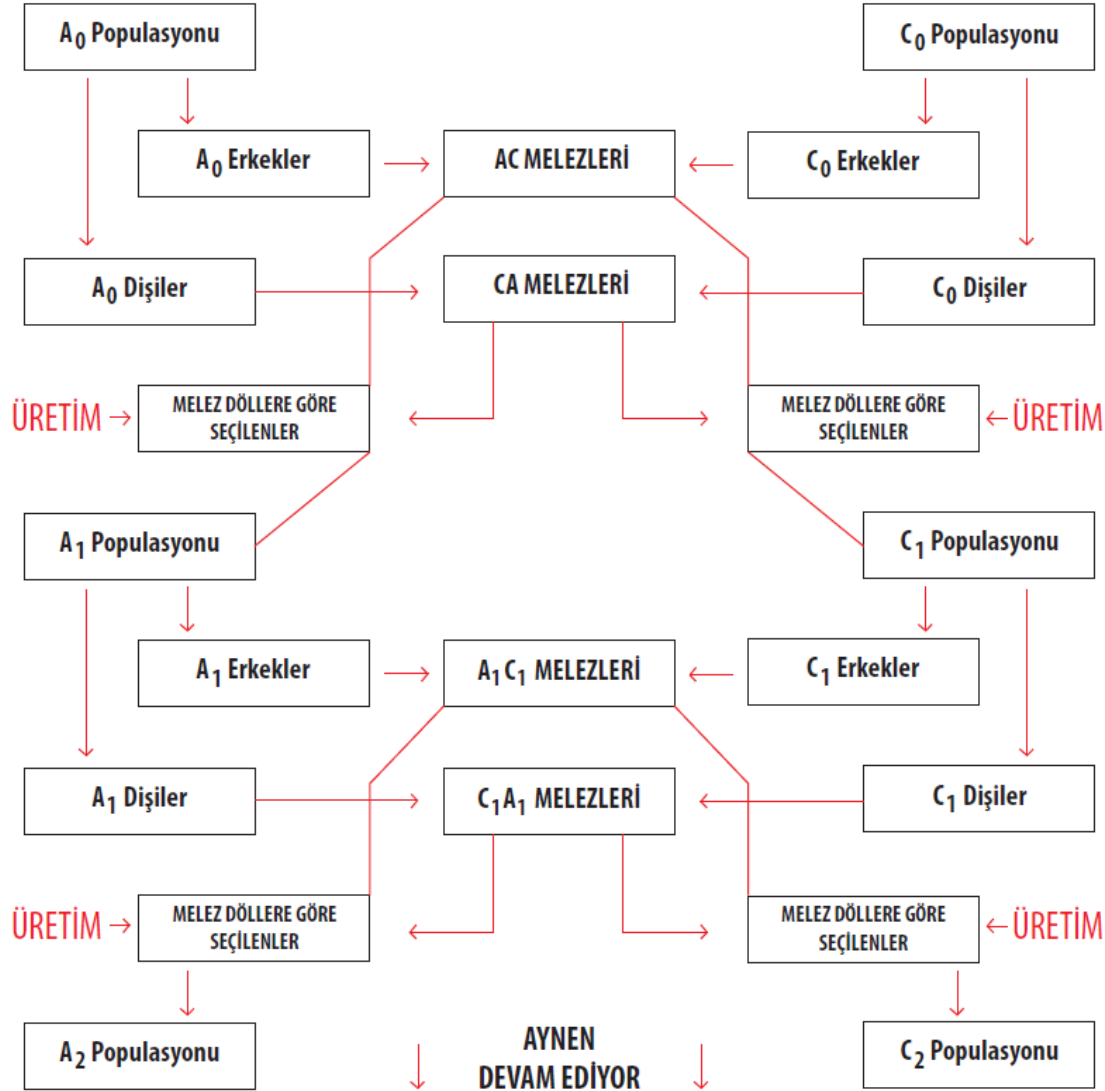 A0 Populasyonu
C0 Populasyonu
A0 Erkekler
AC MELEZLERİ
C0 Erkekler
A0 Dişiler
CA MELEZLERİ
C0 Dişiler
ÜRETİM
MELEZ DÖLLERE GÖRE
SEÇİLENLER
MELEZ DÖLLERE GÖRE
SEÇİLENLER
ÜRETİM
A1 Populasyonu
C1 Populasyonu
A1 Erkekler
A1C1 MELEZLERİ
C1 Erkekler
A1 Dişiler
C1A1 MELEZLERİ
C1 Dişiler
ÜRETİM
MELEZ DÖLLERE GÖRE
SEÇİLENLER
MELEZ DÖLLERE GÖRE
SEÇİLENLER
ÜRETİM
A2 Populasyonu
AYNEN
DEVAM EDİYOR
C2 Populasyonu